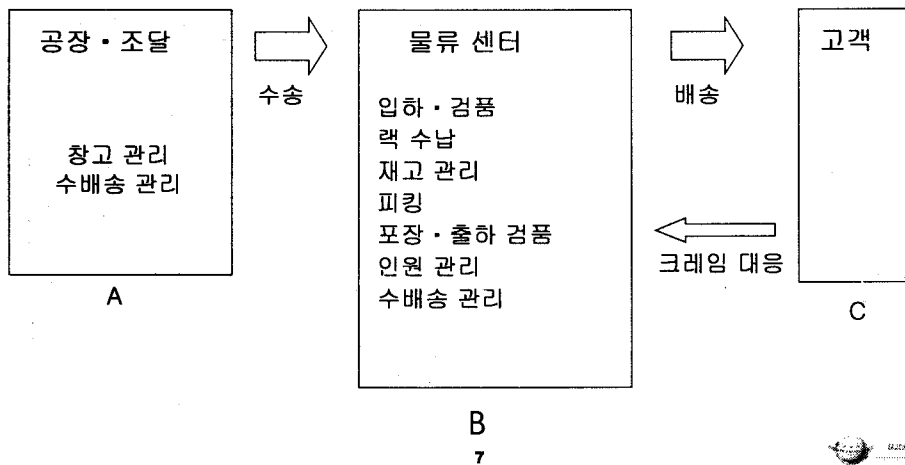 공장・조달
창고 관리
수배송 관리
A
수송
물류 센터
입하・검품
랙 수납
재고 관리
피킹
포장・출하 검품
인원 관리
수배송 관리
B
배송
크레임 대응
고객
C
7